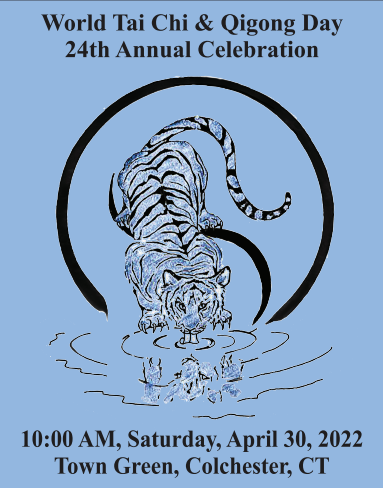 World Tai Chi & Qigong Day
24th Annual Celebration
10:00 AM, Saturday, April 30, 2022
Town Green, Colchester, CT